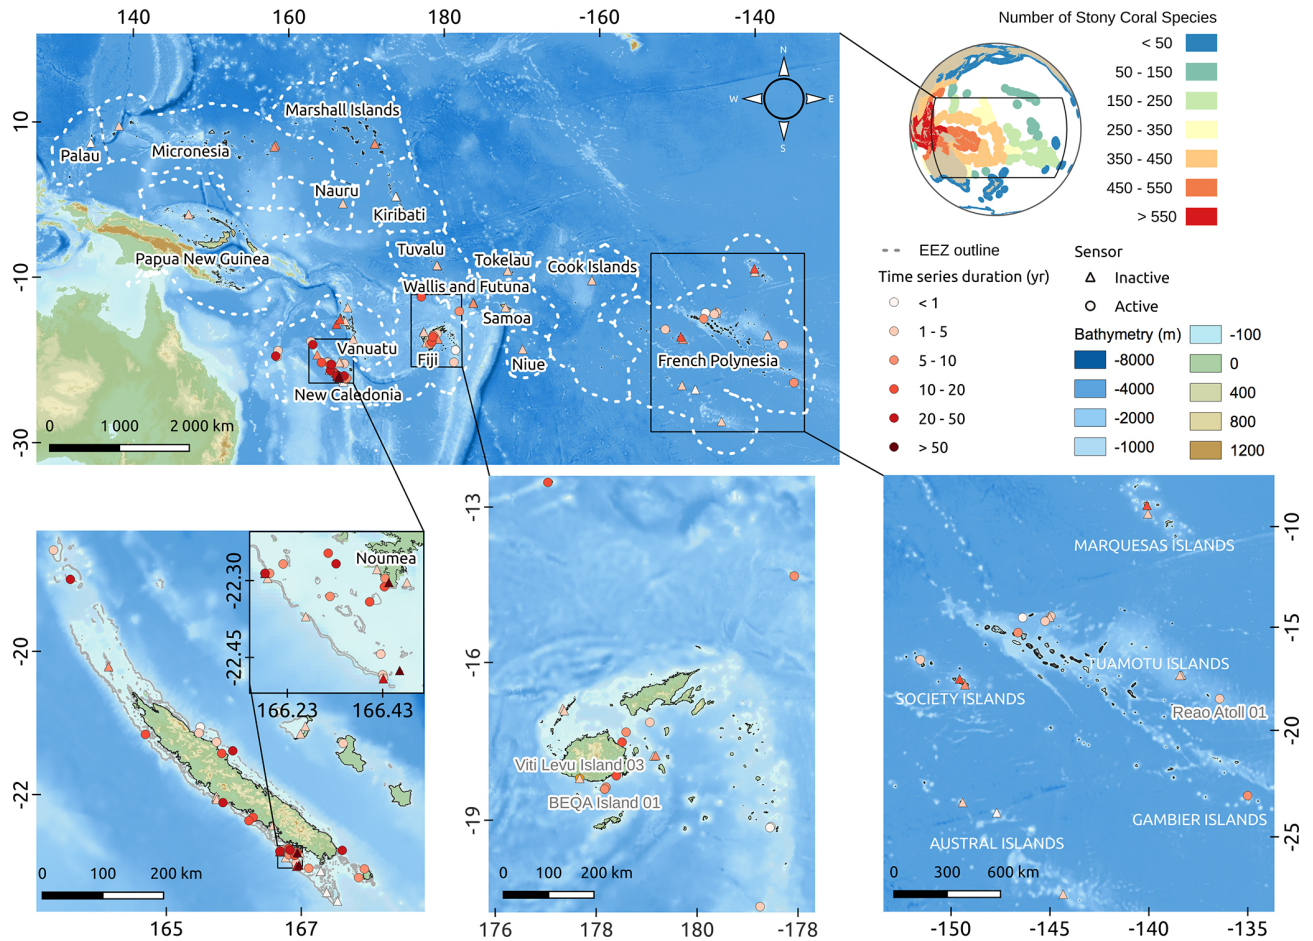 140
160
180
-160
-140
10
-10
-30
N
W
E
S
Palau
Micronesia
Marshall Islands
Nauru
Kiribati
Papua New Guinea
Tuvalu
Tokelau
Cook Islands
Wallis and Futuna
Samoa
Vanuatu
Fiji
Niue
French Polynesia
New Caledonia
0 1 000 2 000 km
Number of Stony Coral Species
< 50
50 - 150
150 - 250
250 - 350
350 - 450
450 - 550
> 550
EEZ outline
Time series duration (yr)
< 1
1 - 5
5 - 10
10 - 20
20 - 50
> 50
Sensor
Inactive
Active
Bathymetry (m)
-8000
-4000
-2000
-1000
-100
0
400
800
1200
Noumea
-22.30
-22.45
166.23
166.43
-20
-22
0 100 200 km
165
167
-13
-16
-19
Viti Levu Island 03
BEQA Island 01
0 100 200 km
176
178
180
-178
MARQUESAS ISLANDS
TUAMOTU ISLANDS
SOCIETY ISLANDS
Reao Atoll 01
GAMBIER ISLANDS
AUSTRAL ISLANDS
0 300 600 km
-10
-15
-20
-25
-150
-145
-140
-135